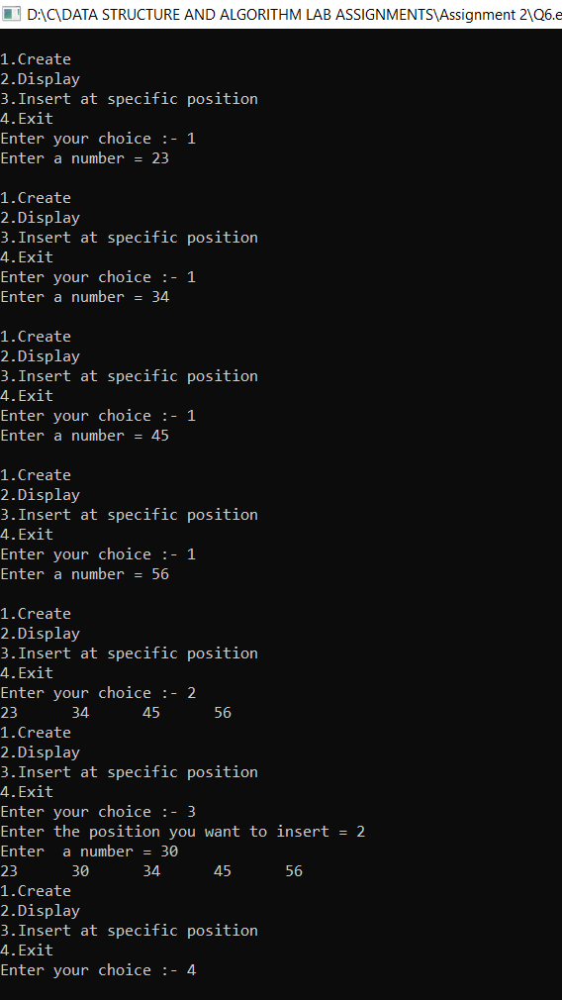 D:\C\DATA STRUCTURE AND ALGORITHM LAB ASSIGNMENTS\Assignment 2\Q6.e
1.Create
2.Display
3.Insert at specific position
4.Exit
Enter your choice :- 1
Enter a number = 23
1.Create
2.Display
3.Insert at specific position
4.Exit
Enter your choice :- 1
Enter a number = 34
1.Create
2.Display
3.Insert at specific position
4.Exit
Enter your choice :- 1
Enter a number = 45
1.Create
2.Display
3.Insert at specific position
4.Exit
Enter your choice :- 1
Enter a number = 56
1.Create
2.Display
3.Insert at specific position
4.Exit
Enter your choice :- 2
23      34      45      56
1.Create
2.Display
3.Insert at specific position
4.Exit
Enter your choice :- 3
Enter the position you want to insert = 2
Enter  a number = 30
23      30      34      45      56
1.Create
2.Display
3.Insert at specific position
4.Exit
Enter your choice :- 4